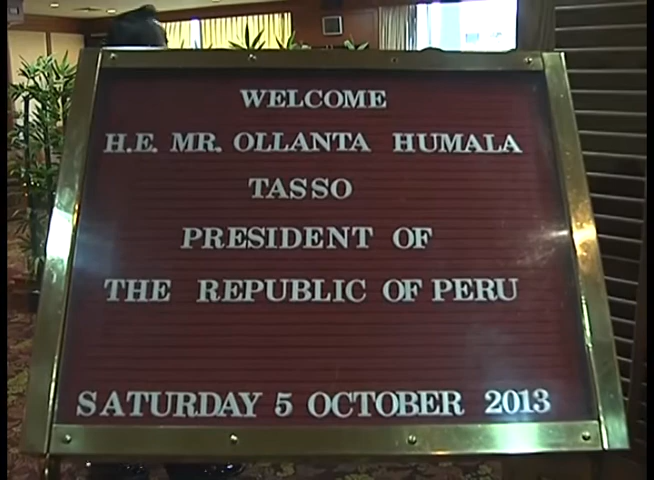 WELCOME
H.E. MR. OLLANTA HUMALA
TASSO
PRESIDENT OF
THE REPUBLIC OF PERU
SATURDAY 5 OCTOBER 2013